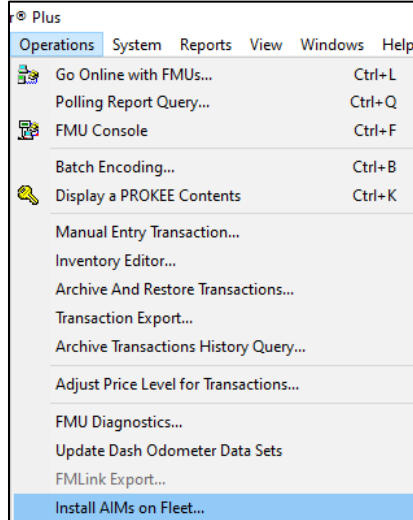 r® Plus
Operations System Reports View Windows Help
Go Online with FMUs... Ctrl+L
Polling Report Query... Ctrl+Q
FMU Console Ctrl+F
Batch Encoding... Ctrl+B
Display a PROKEE Contents Ctrl+K
Manual Entry Transaction...
Inventory Editor...
Archive And Restore Transactions...
Transaction Export...
Archive Transactions History Query...
Adjust Price Level for Transactions...
FMU Diagnostics...
Update Dash Odometer Data Sets
FMLink Export...
Install AIMs on Fleet...